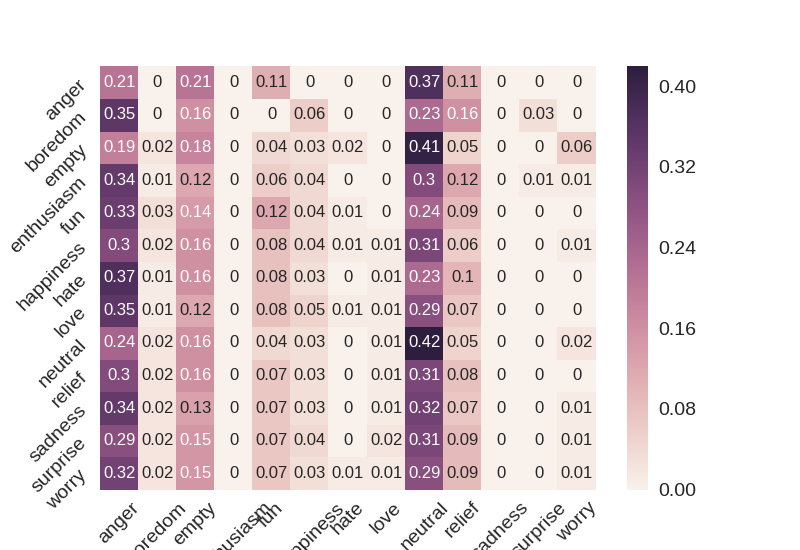 anger 0.21 0 0.21 0 0.11 0 0 0 0.37 0.11 0 0 0
boredom 0.35 0 0.16 0 0 0.06 0 0 0.23 0.16 0 0.03 0
empty 0.19 0.02 0.18 0 0.04 0.03 0.02 0 0.41 0.05 0 0 0.06
enthusiasm 0.34 0.01 0.12 0 0.06 0.04 0 0 0.3 0.12 0 0.01 0.01
fun 0.33 0.03 0.14 0 0.12 0.04 0.01 0 0.24 0.09 0 0 0
happiness 0.3 0.02 0.16 0 0.08 0.04 0.01 0.01 0.31 0.06 0 0 0.01
hate 0.37 0.01 0.16 0 0.08 0.03 0 0.01 0.23 0.1 0 0 0
love 0.35 0.01 0.12 0 0.08 0.05 0.01 0.01 0.29 0.07 0 0 0
neutral 0.24 0.02 0.16 0 0.04 0.03 0 0.01 0.42 0.05 0 0 0.02
relief 0.3 0.02 0.16 0 0.07 0.03 0 0.01 0.31 0.08 0 0 0
sadness 0.34 0.02 0.13 0 0.07 0.03 0 0.01 0.32 0.07 0 0 0.01
surprise 0.29 0.02 0.15 0 0.07 0.04 0 0.02 0.31 0.09 0 0 0.01
worry 0.32 0.02 0.15 0 0.07 0.03 0.01 0.01 0.29 0.09 0 0 0.01
anger oredom empty husiasm fun ppiness hate love neutral relief sadness surprise worry
0.40
0.32
0.24
0.16
0.08
0.00